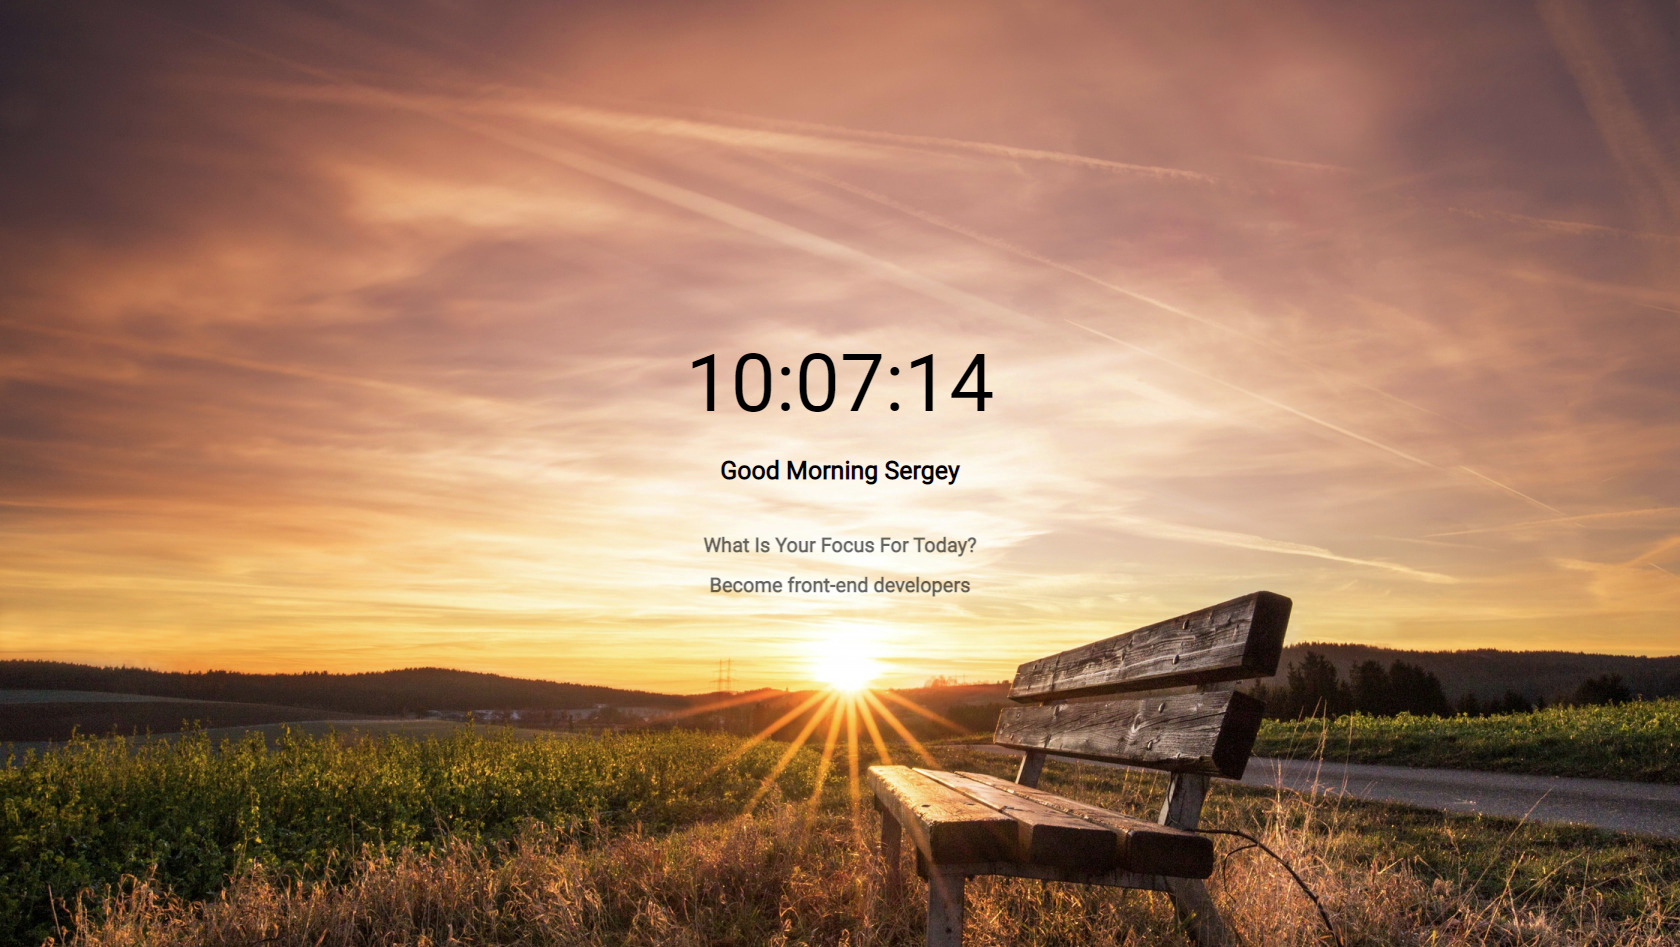 10:07:14
Good Morning Sergey
What Is Your Focus For Today?
Become front-end developers